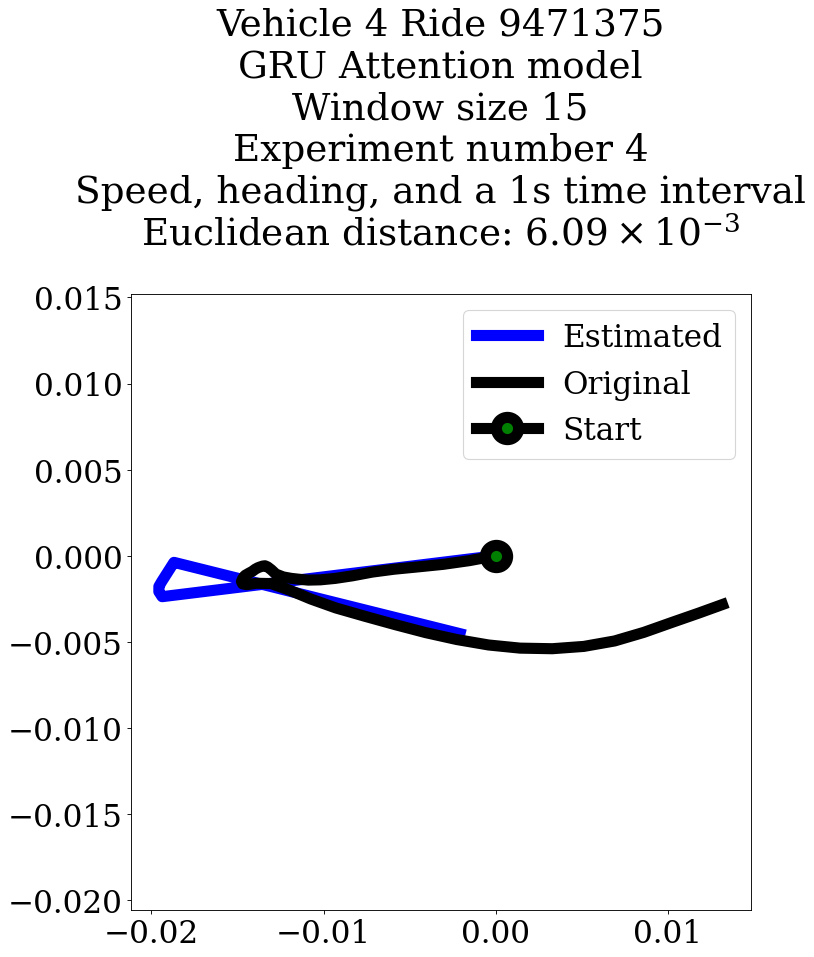 Vehicle 4 Ride 9471375
GRU Attention model
Window size 15
Experiment number 4
Speed, heading, and a 1s time interval
Euclidean distance: 6.09 × 10⁻³
0.015
0.010
0.005
0.000
−0.005
−0.010
−0.015
−0.020
Estimated
Original
Start
−0.02 −0.01 0.00 0.01